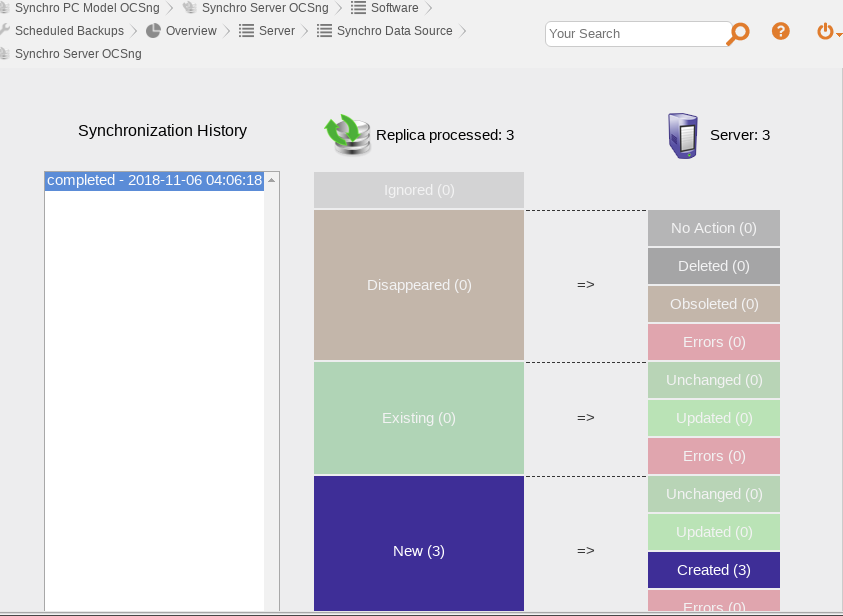 Synchro PC Model OCSng Synchro Server OCSng Software
Scheduled Backups Overview Server Synchro Data Source
Synchro Server OCSng
Your Search
Synchronization History
Replica processed: 3
Server: 3
completed - 2018-11-06 04:06:18
Ignored (0)
Disappeared (0)
=>
No Action (0)
Deleted (0)
Obsoleted (0)
Errors (0)
Existing (0)
=>
Unchanged (0)
Updated (0)
Errors (0)
New (3)
=>
Unchanged (0)
Updated (0)
Created (3)
Errors (0)